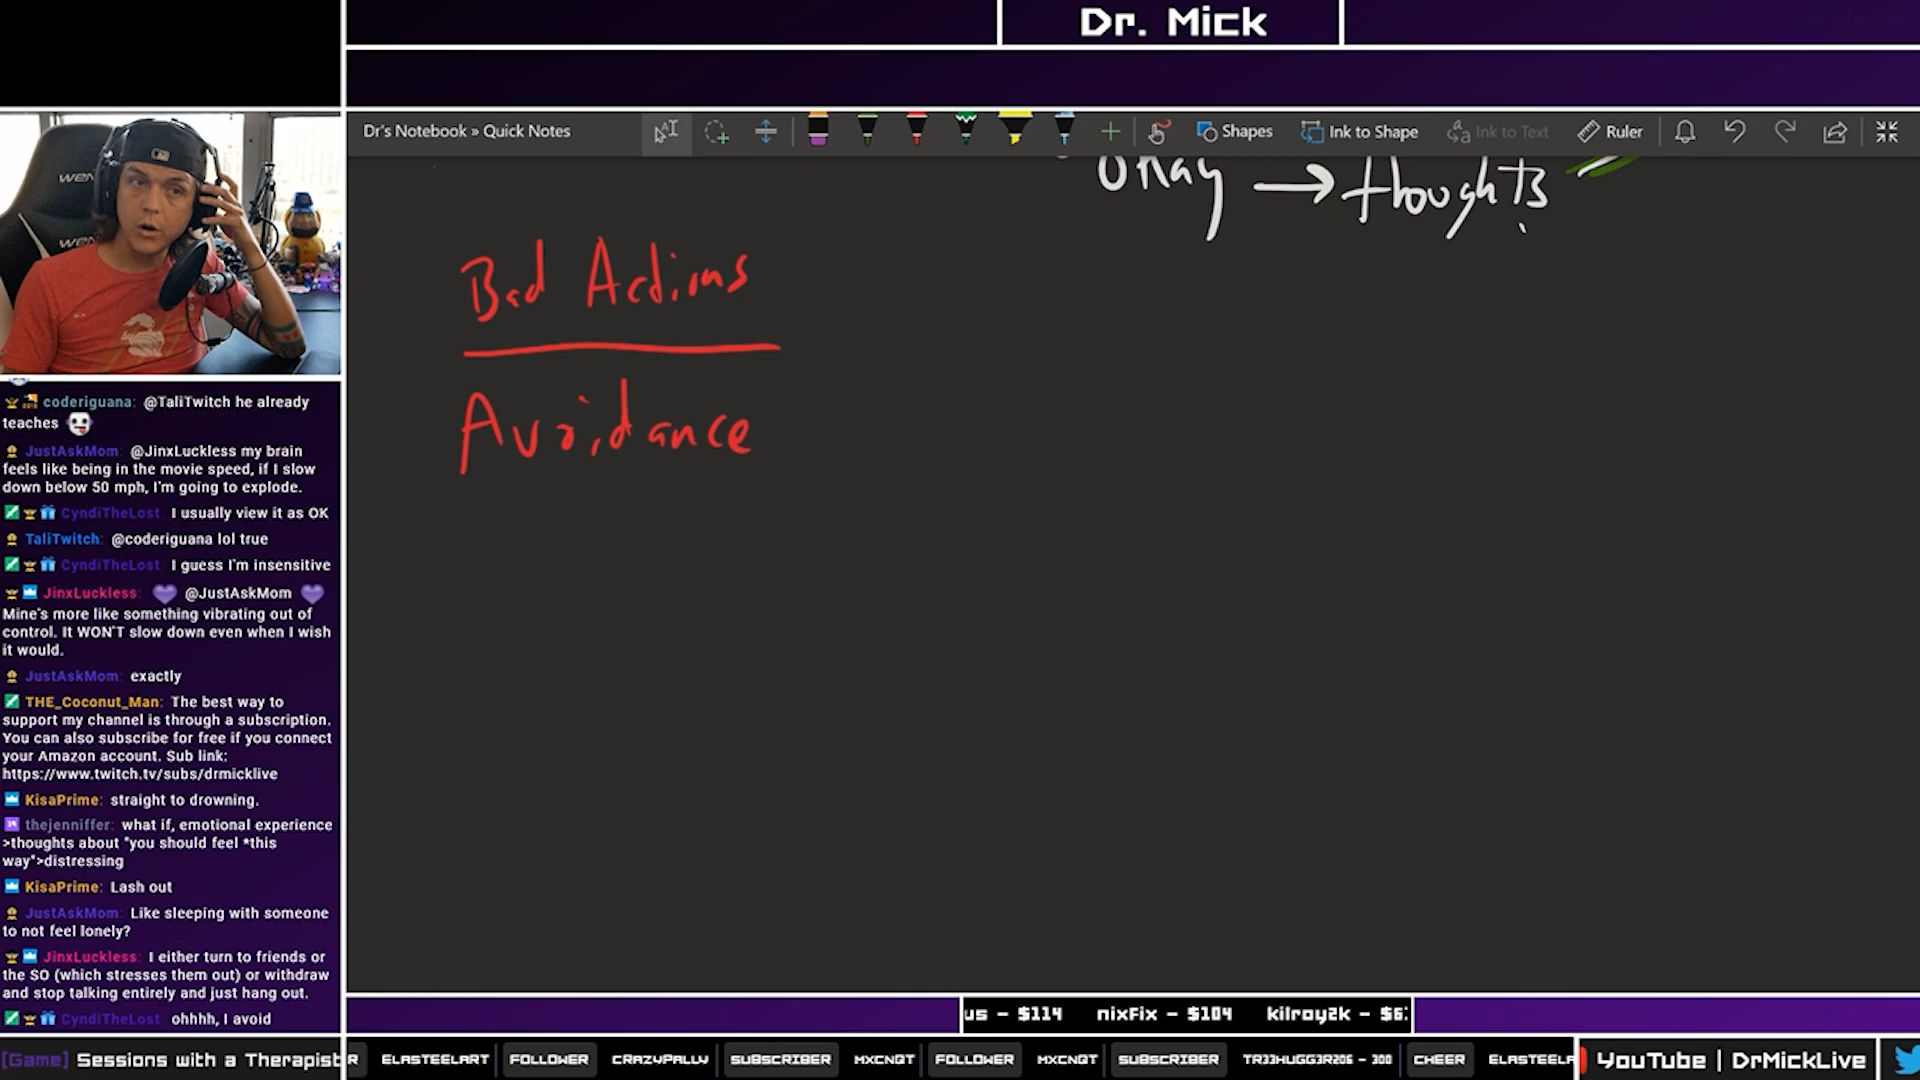 Dr. Mick
Dr's Notebook » Quick Notes
Shapes
Ink to Shape
Ink to Text
Ruler
okay → thoughts
Bad Actions
Avoidance
coderiguana: @TaliTwitch he already
teaches
JustAskMom: @JinxLuckless my brain
feels like being in the movie speed, if I slow
down below 50 mph, I'm going to explode.
CyndiTheLost: I usually view it as OK
TaliTwitch: @coderiguana lol true
CyndiTheLost: I guess I'm insensitive
JinxLuckless: @JustAskMom
Mine's more like something vibrating out of
control. It WON'T slow down even when I wish
it would.
JustAskMom: exactly
THE_Coconut_Man: The best way to
support my channel is through a subscription.
You can also subscribe for free if you connect
your Amazon account. Sub link:
https://www.twitch.tv/subs/drmicklive
KisaPrime: straight to drowning.
thejenniffer: what if, emotional experience
>thoughts about "you should feel *this
way">distressing
KisaPrime: Lash out
JustAskMom: Like sleeping with someone
to not feel lonely?
JinxLuckless: I either turn to friends or
the SO (which stresses them out) or withdraw
and stop talking entirely and just hang out.
CyndiTheLost: ohhhh, I avoid
us - $114 nixFix - $104 kilroy2k - $6
[Game] Sessions with a Therapist
R ELASTEELART FOLLOWER CRAZYPALLY SUBSCRIBER MXCNQT FOLLOWER MXCNQT SUBSCRIBER TR33HUGG3R206 - 300 CHEER ELASTEELA
YouTube | DrMickLive